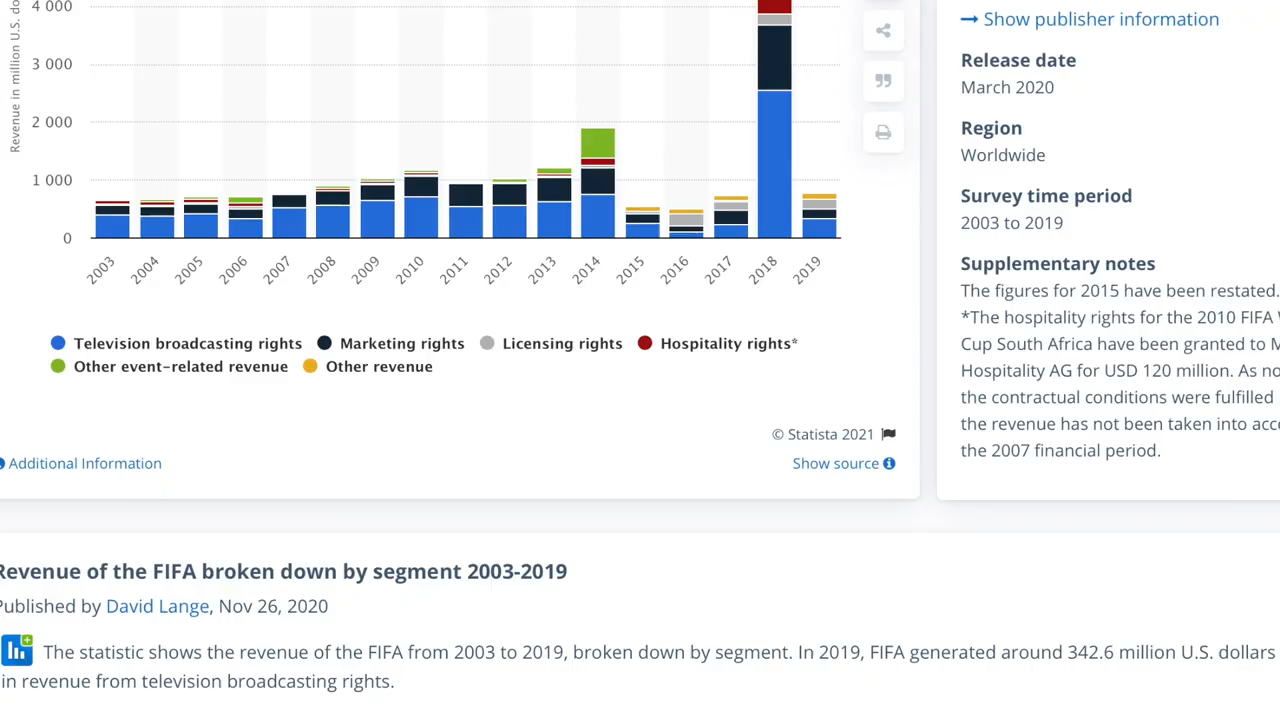 4 000
3 000
2 000
1 000
0
Revenue in million U.S. do
2003 2004 2005 2006 2007 2008 2009 2010 2011 2012 2013 2014 2015 2016 2017 2018 2019
Television broadcasting rights Marketing rights Licensing rights Hospitality rights*
Other event-related revenue Other revenue
© Statista 2021
Additional Information
Show source
→ Show publisher information
Release date
March 2020
Region
Worldwide
Survey time period
2003 to 2019
Supplementary notes
The figures for 2015 have been restated.
*The hospitality rights for the 2010 FIFA
Cup South Africa have been granted to M
Hospitality AG for USD 120 million. As no
the contractual conditions were fulfilled
the revenue has not been taken into acc
the 2007 financial period.
Revenue of the FIFA broken down by segment 2003-2019
Published by David Lange, Nov 26, 2020
The statistic shows the revenue of the FIFA from 2003 to 2019, broken down by segment. In 2019, FIFA generated around 342.6 million U.S. dollars
in revenue from television broadcasting rights.